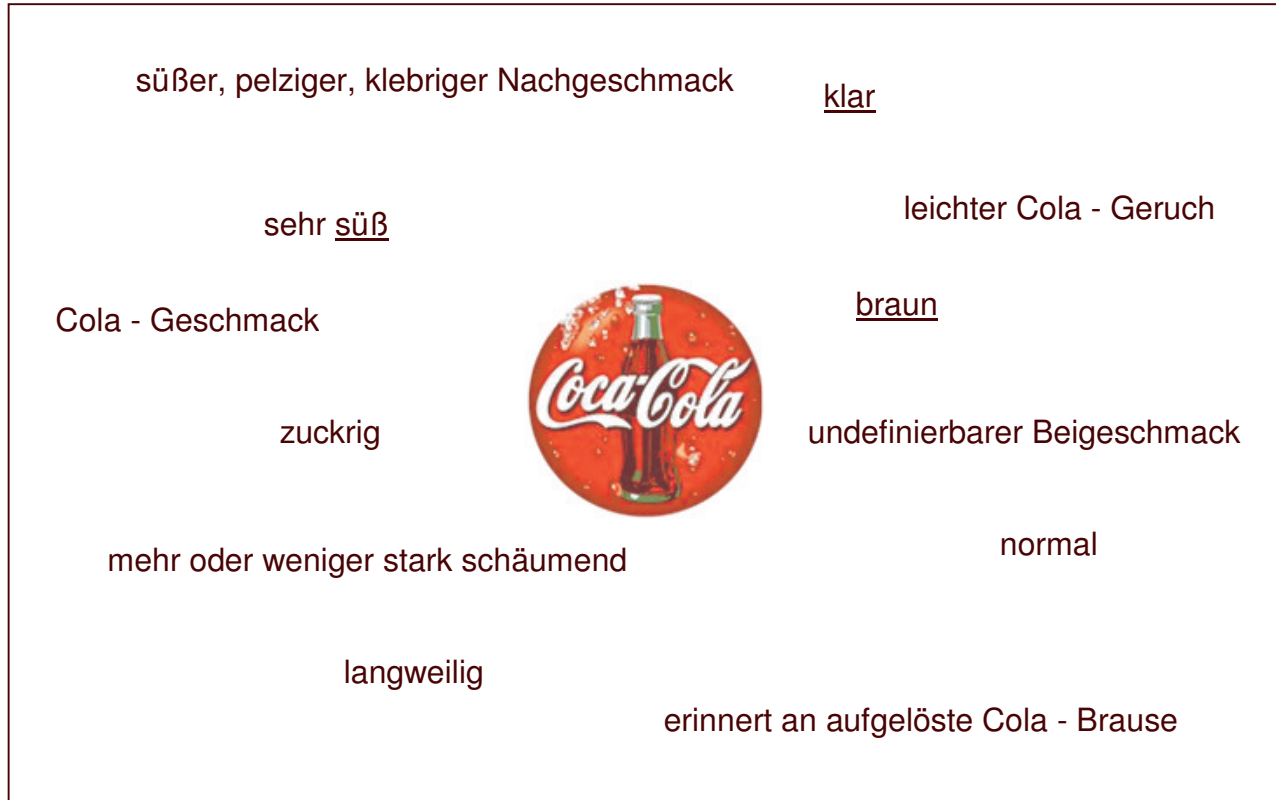 süßer, pelziger, klebriger Nachgeschmack
klar
leichter Cola - Geruch
sehr süß
braun
Cola - Geschmack
Coca-Cola
zuckrig
undefinierbarer Beigeschmack
normal
mehr oder weniger stark schäumend
langweilig
erinnert an aufgelöste Cola - Brause